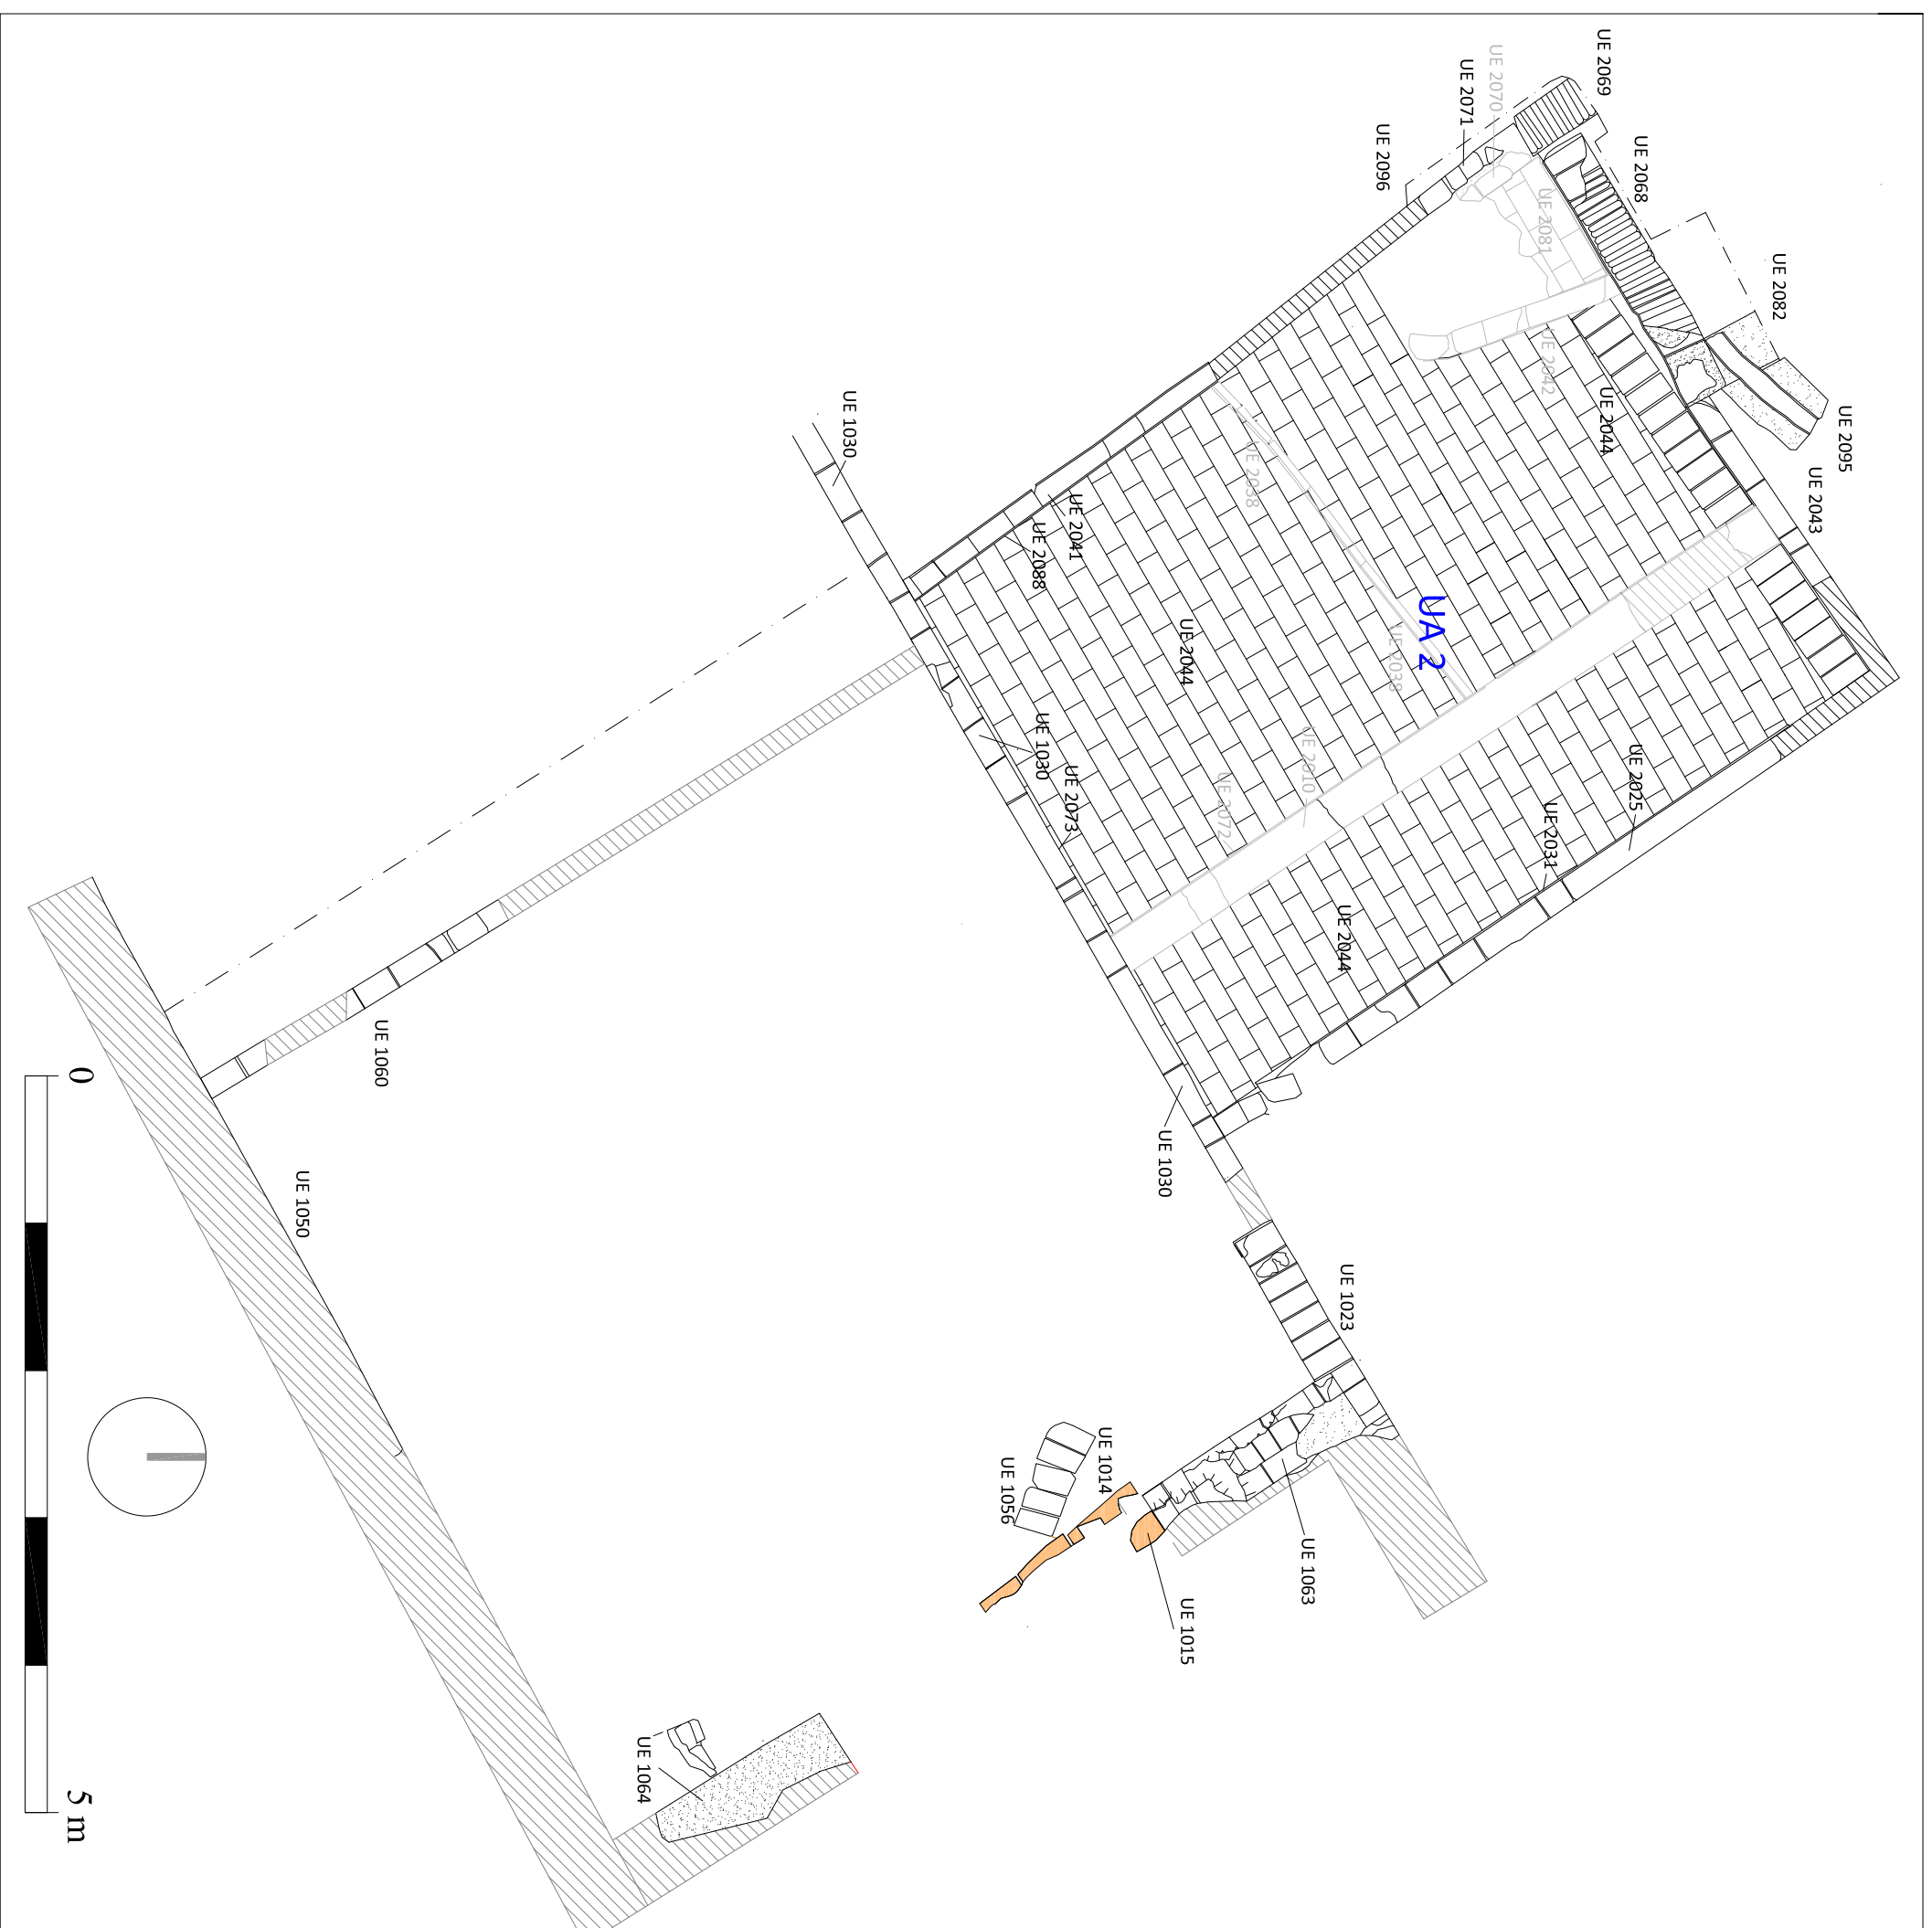 UE 2069
UE 2070
UE 2071
UE 2096
UE 2068
UE 2081
UE 2082
UE 2042
UE 2044
UE 2095
UE 2043
UE 1030
UE 2038
UE 2041
UE 2088
UA 2
UE 2044
UE 2038
UE 1030
UE 2073
UE 2010
UE 2072
UE 2025
UE 2031
UE 2044
UE 1060
UE 1030
UE 1050
UE 1023
UE 1014
UE 1056
UE 1063
UE 1015
UE 1064
0
5 m